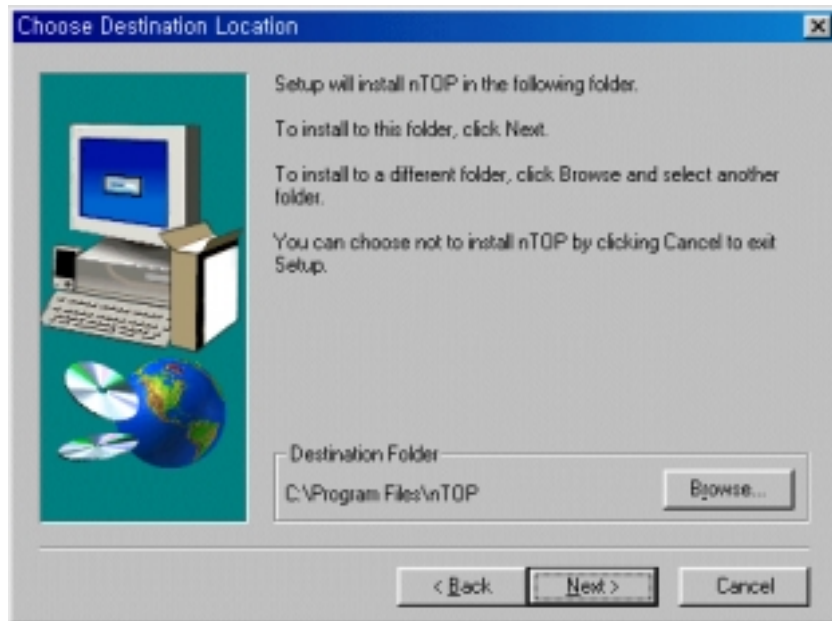 Choose Destination Location
Setup will install nTOP in the following folder.
To install to this folder, click Next.
To install to a different folder, click Browse and select another
folder.
You can choose not to install nTOP by clicking Cancel to exit
Setup.
Destination Folder
C:\Program Files\nTOP
Browse...
< Back
Next >
Cancel